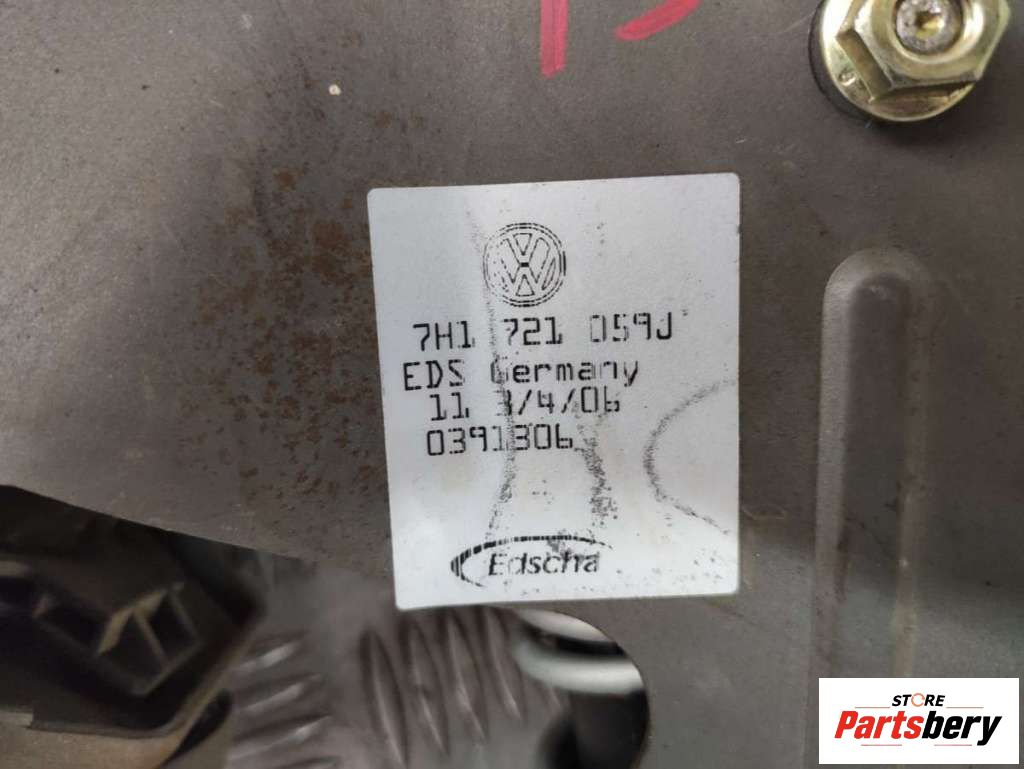 7H1 721 059J
EDS Germany
11 3/4/06
0391306
Edscha
STORE
Partsbery